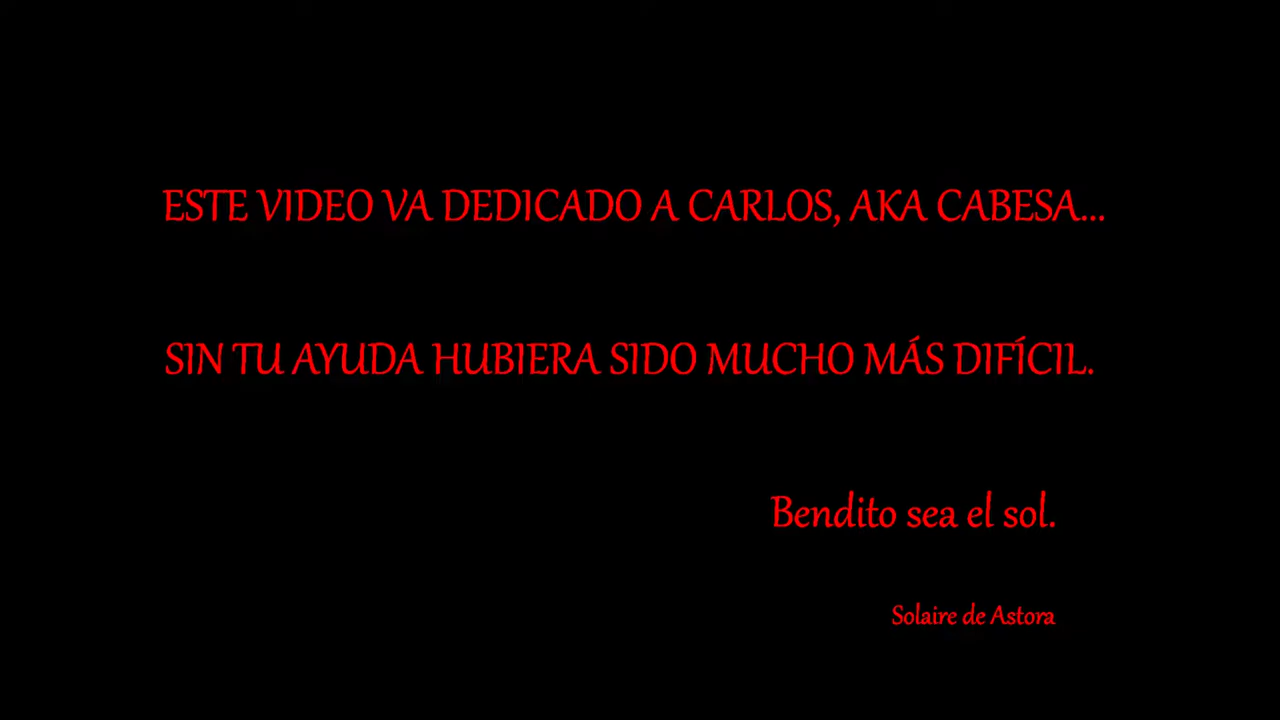 ESTE VIDEO VA DEDICADO A CARLOS, AKA CABESA...
SIN TU AYUDA HUBIERA SIDO MUCHO MÁS DIFÍCIL.
Bendito sea el sol.
Solaire de Astora